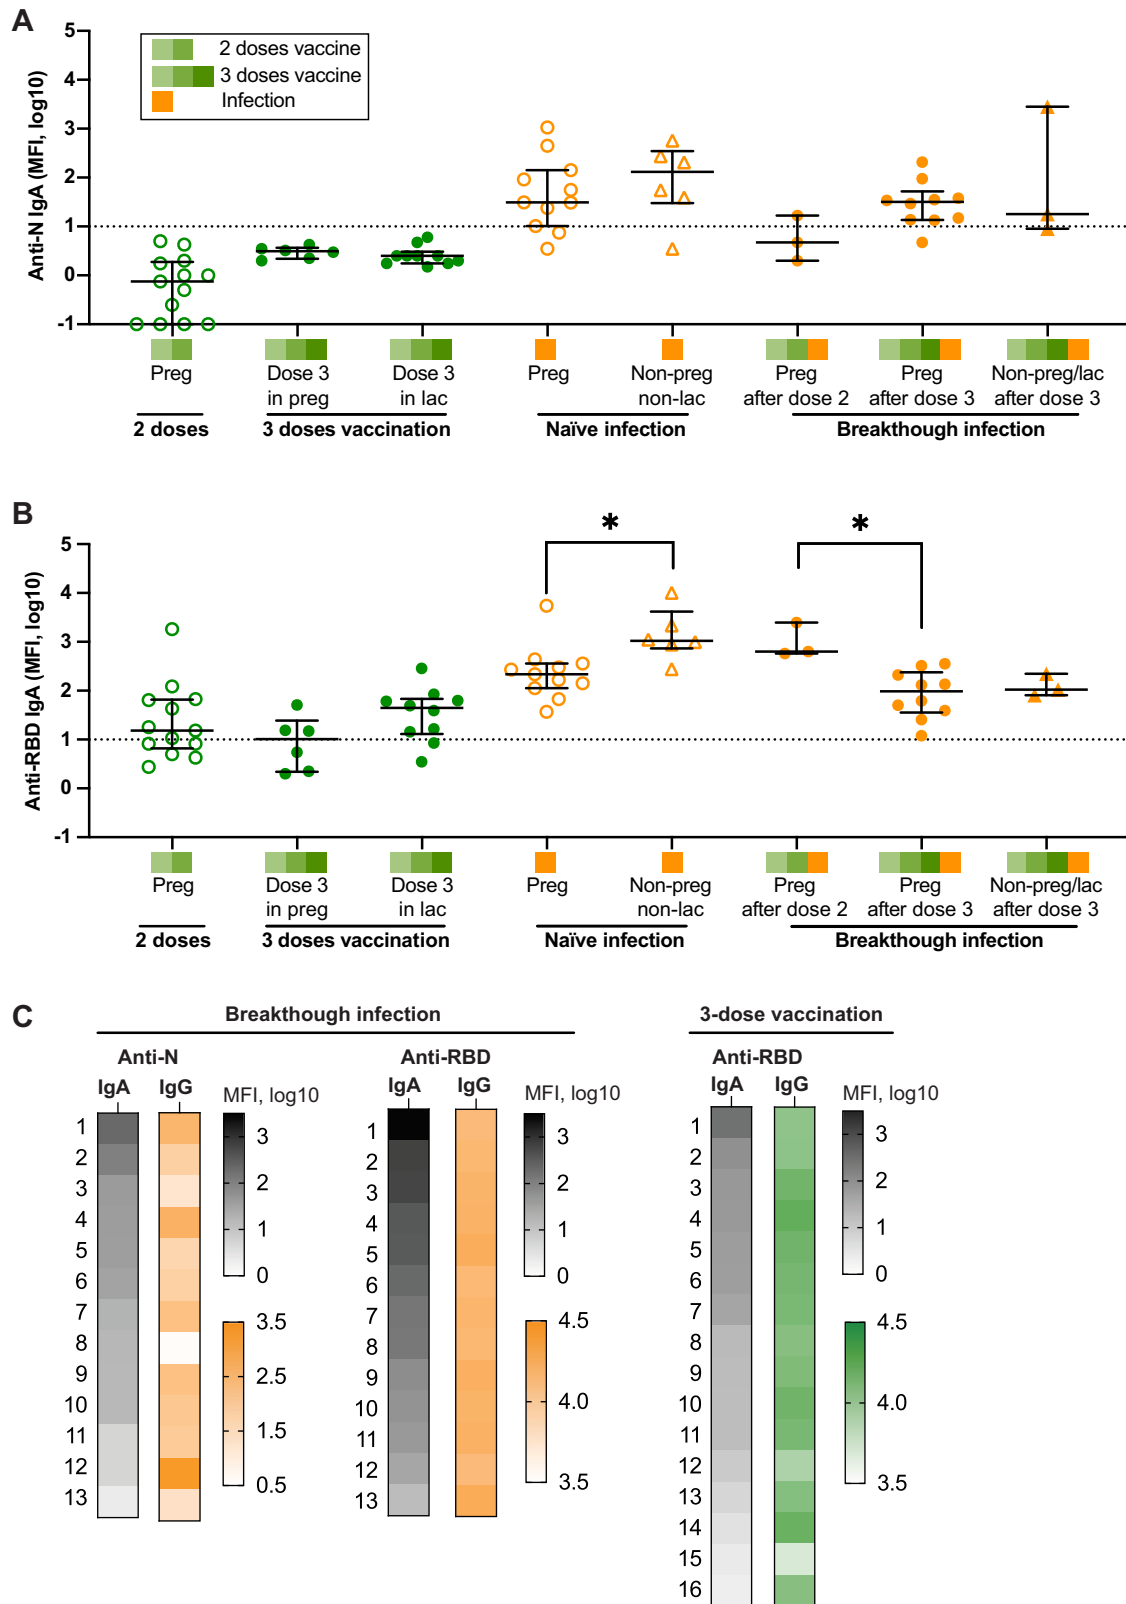 A
Anti-N IgA (MFI, log10)
5
4
3
2
1
0
-1
2 doses vaccine
3 doses vaccine
Infection
Preg
Dose 3
in preg
Dose 3
in lac
Preg
Non-preg
non-lac
Preg
after dose 2
Preg
after dose 3
Non-preg/lac
after dose 3
2 doses
3 doses vaccination
Naïve infection
Breakthough infection
B
Anti-RBD IgA (MFI, log10)
5
4
3
2
1
0
-1
*
*
Preg
Dose 3
in preg
Dose 3
in lac
Preg
Non-preg
non-lac
Preg
after dose 2
Preg
after dose 3
Non-preg/lac
after dose 3
2 doses
3 doses vaccination
Naïve infection
Breakthough infection
C
Breakthough infection
Anti-N
IgA
IgG
MFI, log10
1
2
3
4
5
6
7
8
9
10
11
12
13
3
2
1
0
3.5
2.5
1.5
0.5
Anti-RBD
IgA
IgG
MFI, log10
1
2
3
4
5
6
7
8
9
10
11
12
13
3
2
1
0
4.5
4.0
3.5
3-dose vaccination
Anti-RBD
IgA
IgG
MFI, log10
1
2
3
4
5
6
7
8
9
10
11
12
13
14
15
16
3
2
1
0
4.5
4.0
3.5